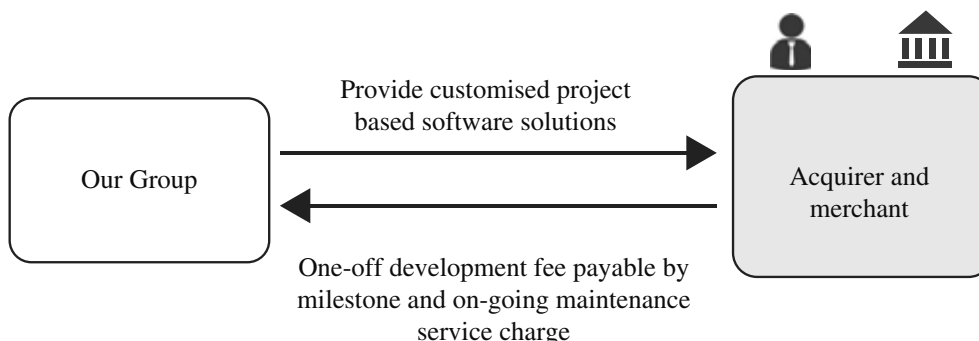 Provide customised project
based software solutions
Our Group
Acquirer and
merchant
One-off development fee payable by
milestone and on-going maintenance
service charge